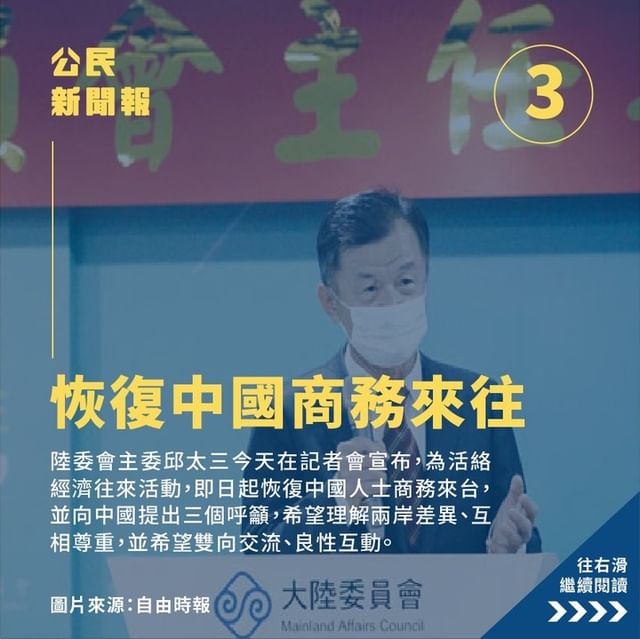 員會主任
公民
新聞報
3
恢復中國商務來往
陸委會主委邱太三今天在記者會宣布，為活絡
經濟往來活動，即日起恢復中國人士商務來台，
並向中國提出三個呼籲，希望理解兩岸差異、互
相尊重，並希望雙向交流、良性互動。
圖片來源：自由時報
大陸委員會
Mainland Affairs Council
往右滑
繼續閱讀